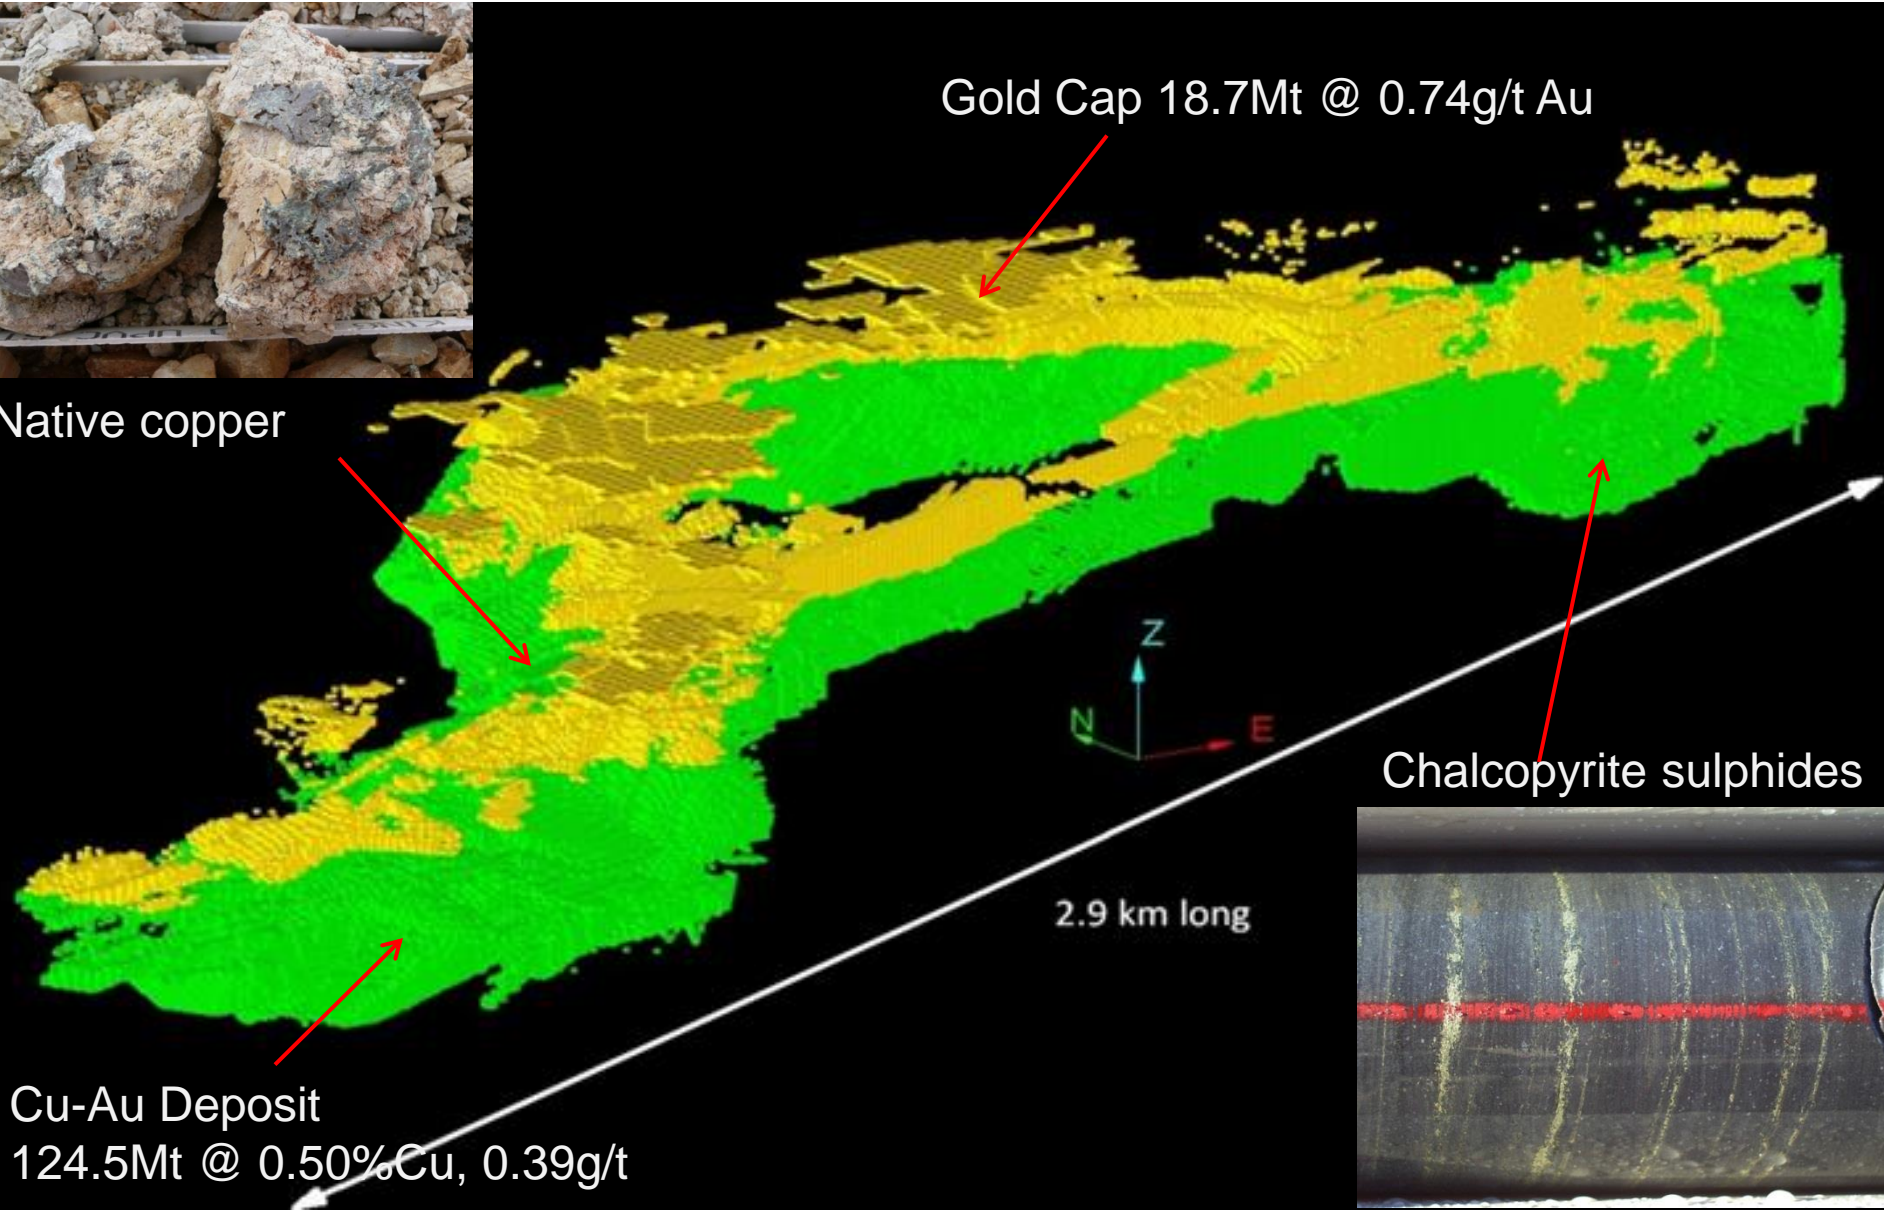 Gold Cap 18.7Mt @ 0.74g/t Au
Native copper
Z
N
E
Chalcopyrite sulphides
2.9 km long
Cu-Au Deposit
124.5Mt @ 0.50%Cu, 0.39g/t